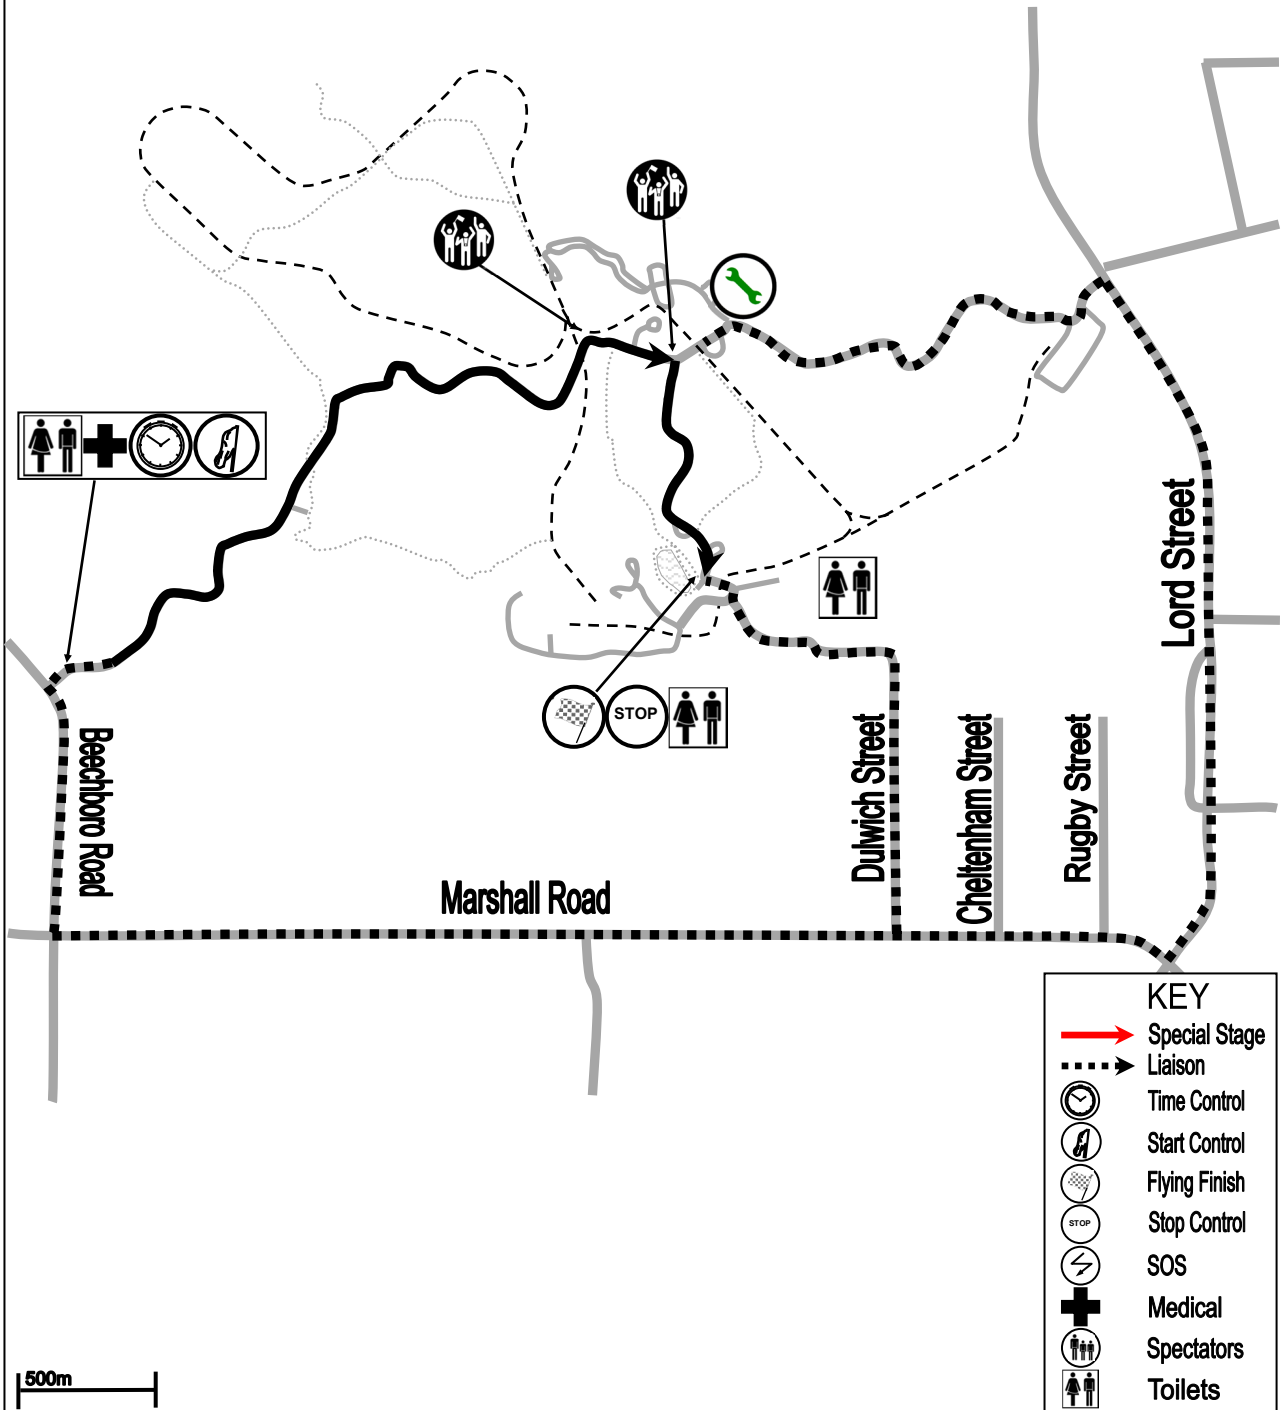 Lord Street
STOP
Beechboro Road
Dulwich Street
Cheltenham Street
Rugby Street
Marshall Road
KEY
Special Stage
Liaison
Time Control
Start Control
Flying Finish
STOP
Stop Control
SOS
Medical
Spectators
Toilets
500m